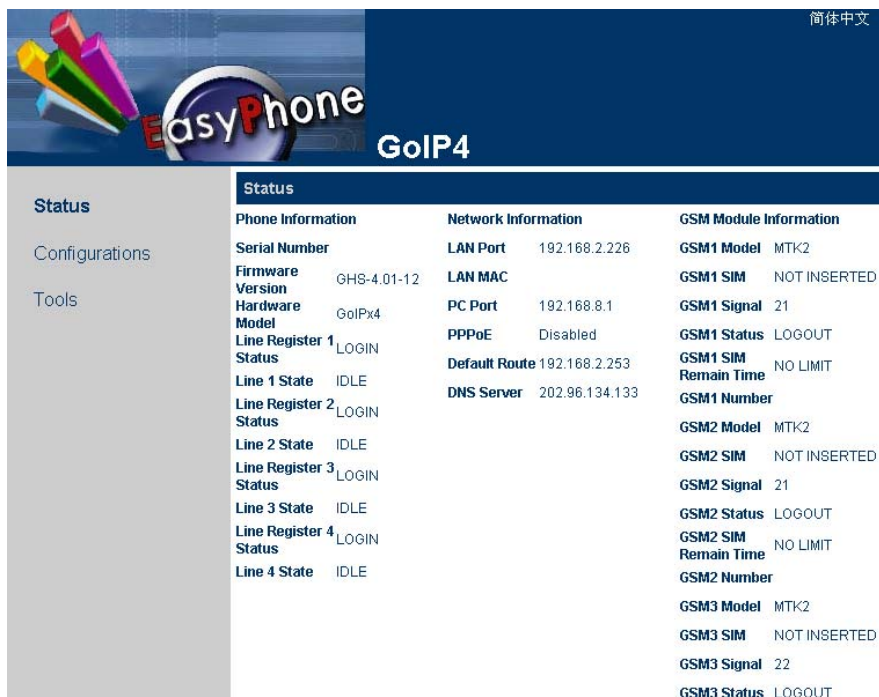 简体中文
EasyPhone
GoIP4
Status
Configurations
Tools
Status
Phone Information
Serial Number
Firmware Version GHS-4.01-12
Hardware Model GoIPx4
Line Register 1 Status LOGIN
Line 1 State IDLE
Line Register 2 Status LOGIN
Line 2 State IDLE
Line Register 3 Status LOGIN
Line 3 State IDLE
Line Register 4 Status LOGIN
Line 4 State IDLE
Network Information
LAN Port 192.168.2.226
LAN MAC
PC Port 192.168.8.1
PPPoE Disabled
Default Route 192.168.2.253
DNS Server 202.96.134.133
GSM Module Information
GSM1 Model MTK2
GSM1 SIM NOT INSERTED
GSM1 Signal 21
GSM1 Status LOGOUT
GSM1 SIM Remain Time NO LIMIT
GSM1 Number
GSM2 Model MTK2
GSM2 SIM NOT INSERTED
GSM2 Signal 21
GSM2 Status LOGOUT
GSM2 SIM Remain Time NO LIMIT
GSM2 Number
GSM3 Model MTK2
GSM3 SIM NOT INSERTED
GSM3 Signal 22
GSM3 Status LOGOUT